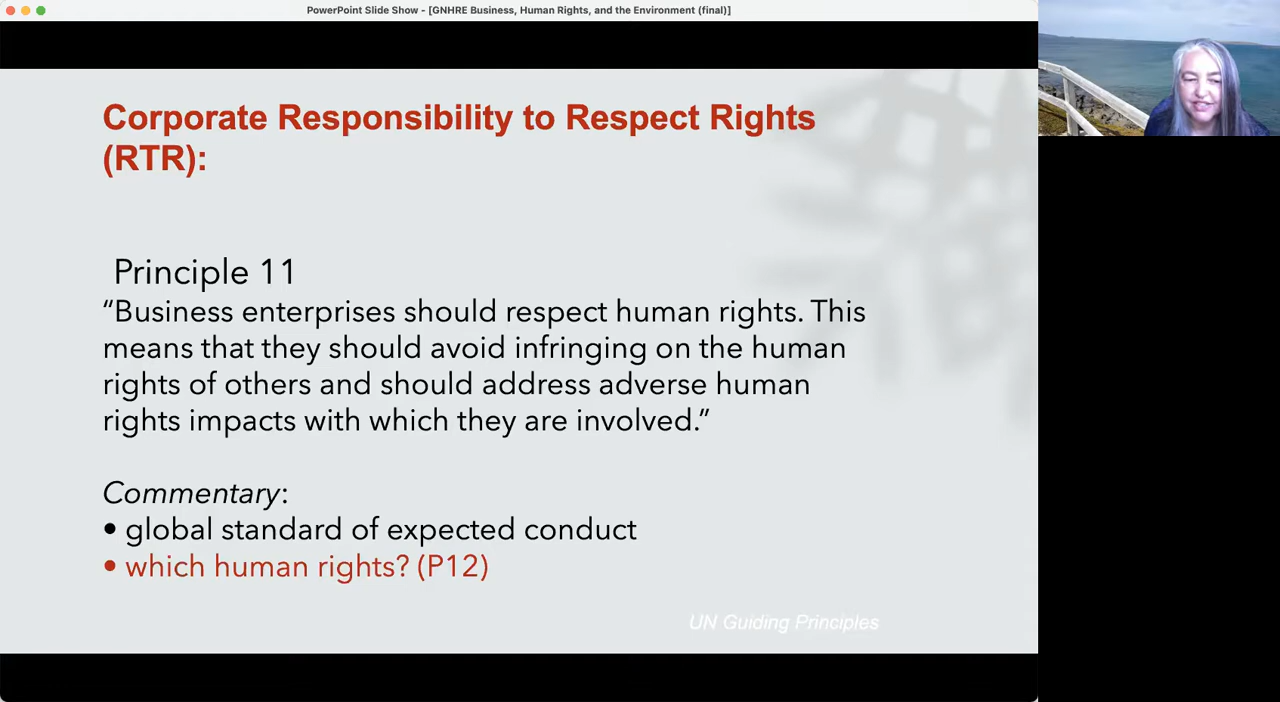 PowerPoint Slide Show - [GNHRE Business, Human Rights, and the Environment (final)]
Corporate Responsibility to Respect Rights
(RTR):
Principle 11
“Business enterprises should respect human rights. This
means that they should avoid infringing on the human
rights of others and should address adverse human
rights impacts with which they are involved.”
Commentary:
• global standard of expected conduct
• which human rights? (P12)
UN Guiding Principles